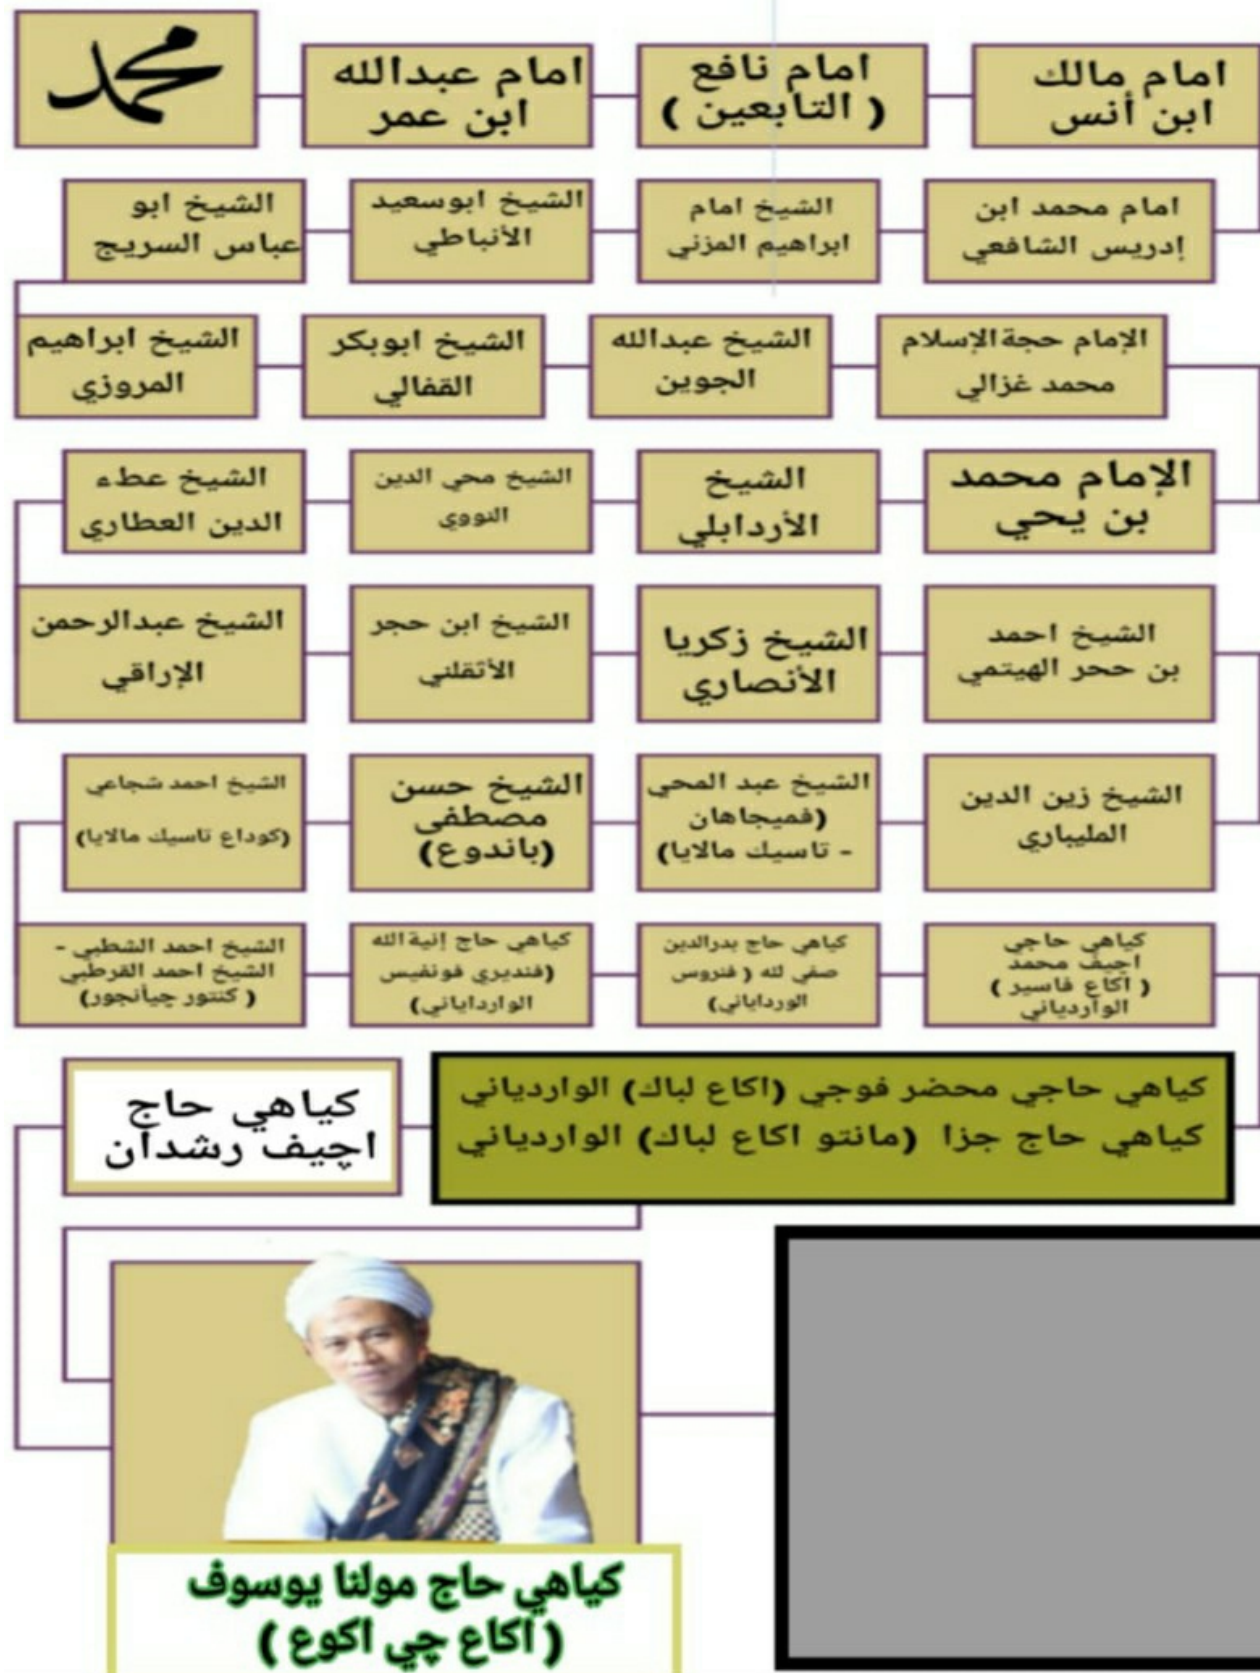 محمد
امام عبدالله
ابن عمر
امام نافع
( التابعين )
امام مالك
ابن أنس
امام محمد ابن
إدريس الشافعي
الشيخ امام
ابراهيم المزني
الشيخ ابوسعيد
الأنباطي
الشيخ ابو
عباس السريج
الشيخ ابراهيم
المروزي
الشيخ ابوبكر
القفالي
الشيخ عبدالله
الجوين
الإمام حجة الإسلام
محمد غزالي
الإمام محمد
بن يحي
الشيخ
الأردابلي
الشيخ محي الدين
النووي
الشيخ عطء
الدين العطاري
الشيخ عبدالرحمن
الإراقي
الشيخ ابن حجر
الأثقلني
الشيخ زكريا
الأنصاري
الشيخ احمد
بن ححر الهيتمي
الشيخ زين الدين
المليباري
الشيخ عبد المحي
(فميجاهان
- تاسيك مالايا)
الشيخ حسن
مصطفى
(باندوع)
الشيخ احمد شجاعي
(كوداع تاسيك مالايا)
الشيخ احمد الشطبي -
الشيخ احمد القرطبي
( كنتور جيأنجور)
كياهي حاج إنية الله
(فنديري فونفيس
الوارداياني)
كياهي حاج بدرالدين
صفي لله ( فنروس
الورداياني)
كياهي حاجي
اجيف محمد
( اكاع فاسير )
الواردياني
كياهي حاجي محضر فوجي (اكاع لباك) الواردياني
كياهي حاج جزا (مانتو اكاع لباك) الواردياني
كياهي حاج
اچيف رشدان
كياهي حاج مولنا يوسوف
( اكاع چي اكوع )